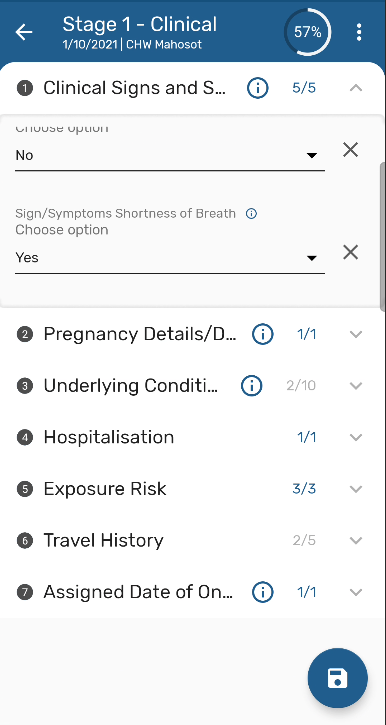 Stage 1 - Clinical
1/10/2021 | CHW Mahosot
57%
1 Clinical Signs and S... 5/5
Choose option
No
Sign/Symptoms Shortness of Breath
Choose option
Yes
2 Pregnancy Details/D... 1/1
3 Underlying Conditi... 2/10
4 Hospitalisation 1/1
5 Exposure Risk 3/3
6 Travel History 2/5
7 Assigned Date of On... 1/1